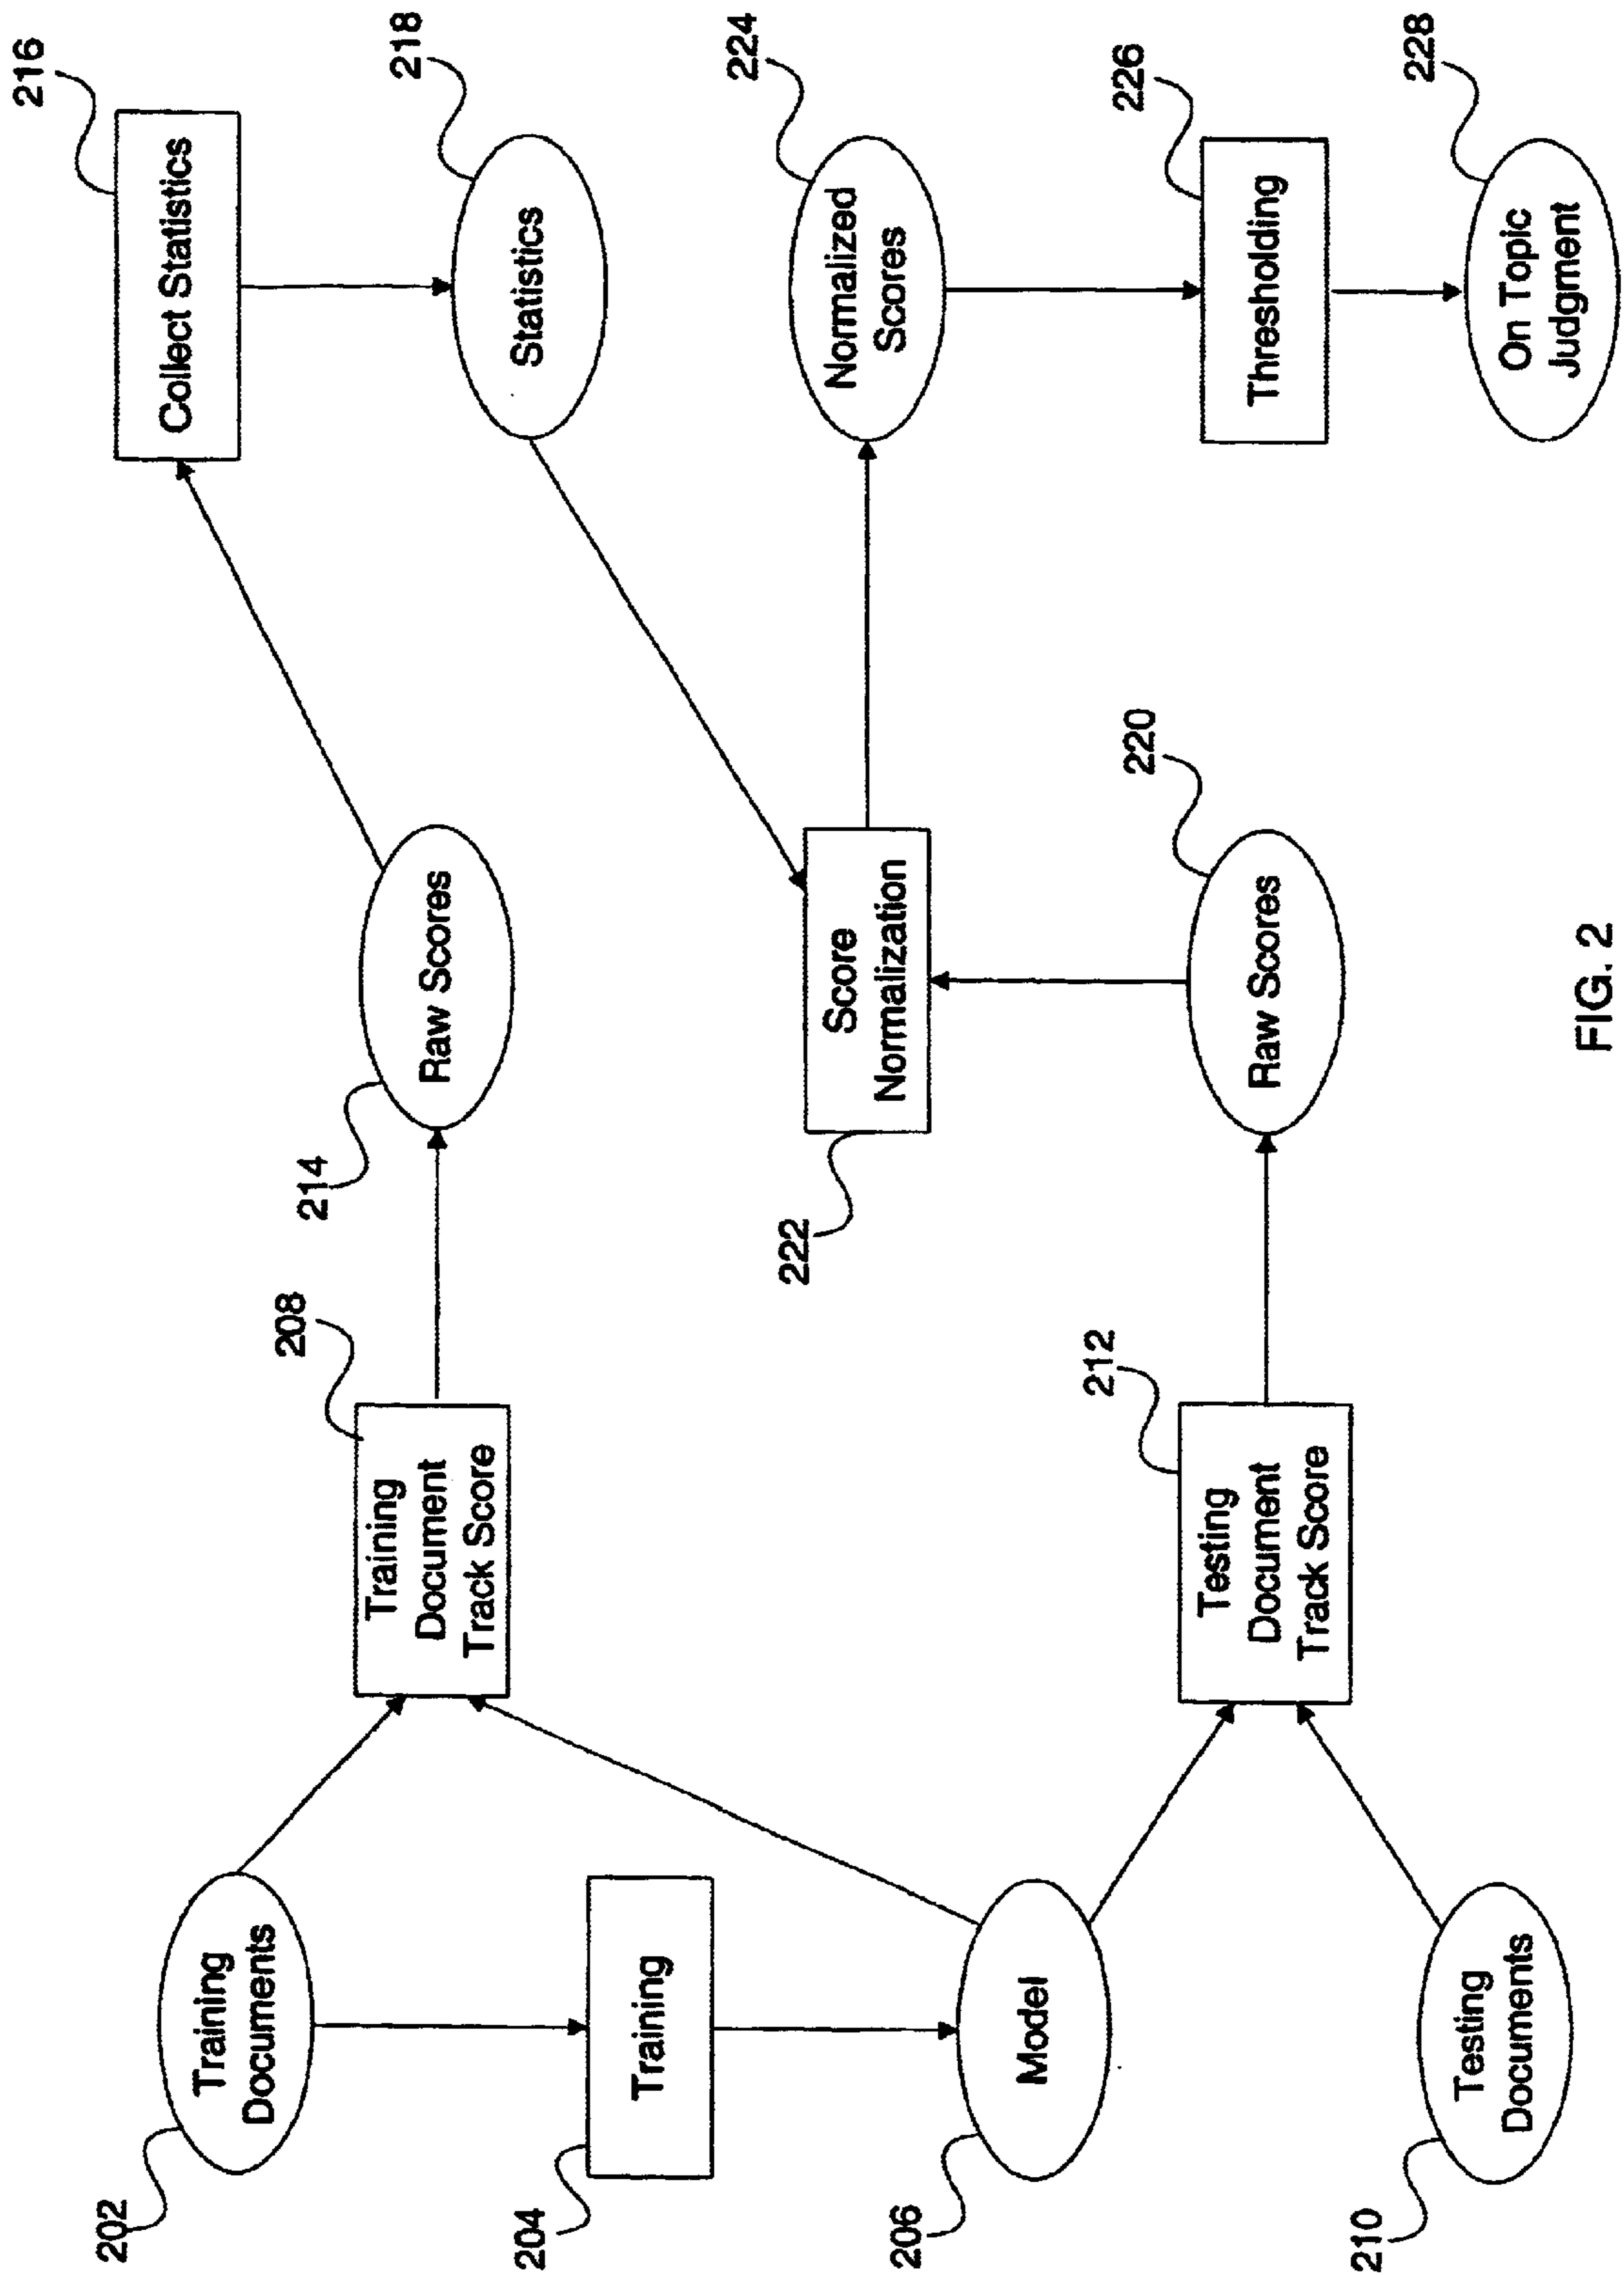 202
Training
Documents
204
Training
206
Model
210
Testing
Documents
208
Training
Document
Track Score
212
Testing
Document
Track Score
214
Raw Scores
222
Score
Normalization
220
Raw Scores
216
Collect Statistics
218
Statistics
224
Normalized
Scores
226
Thresholding
228
On Topic
Judgment
FIG. 2